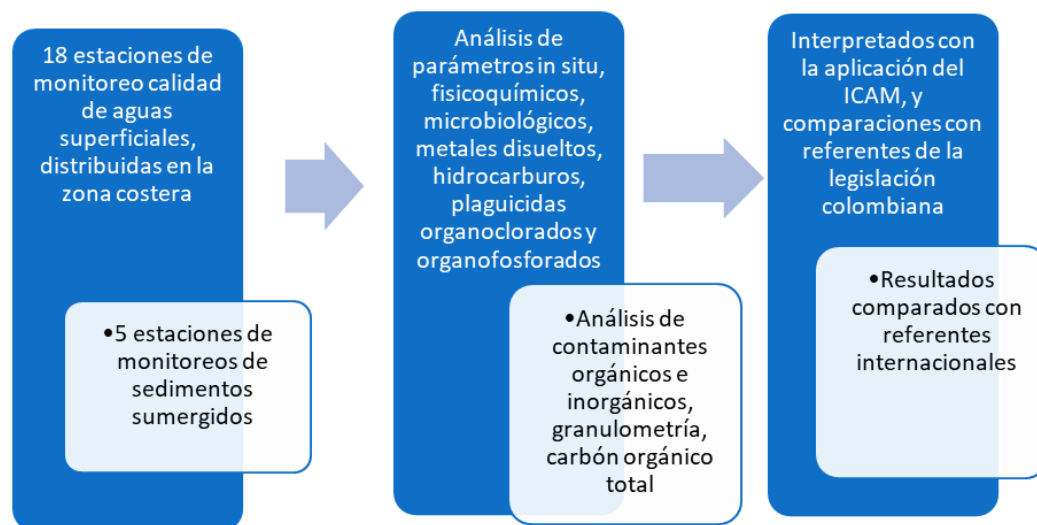 18 estaciones de
monitoreo calidad
de aguas
superficiales,
distribuidas en la
zona costera
•5 estaciones de
monitoreos de
sedimentos
sumergidos
Análisis de
parámetros in situ,
fisicoquímicos,
microbiológicos,
metales disueltos,
hidrocarburos,
plaguicidas
organoclorados y
organofosforados
•Análisis de
contaminantes
orgánicos e
inorgánicos,
granulometría,
carbón orgánico
total
Interpretados con
la aplicación del
ICAM, y
comparaciones con
referentes de la
legislación
colombiana
•Resultados
comparados con
referentes
internacionales